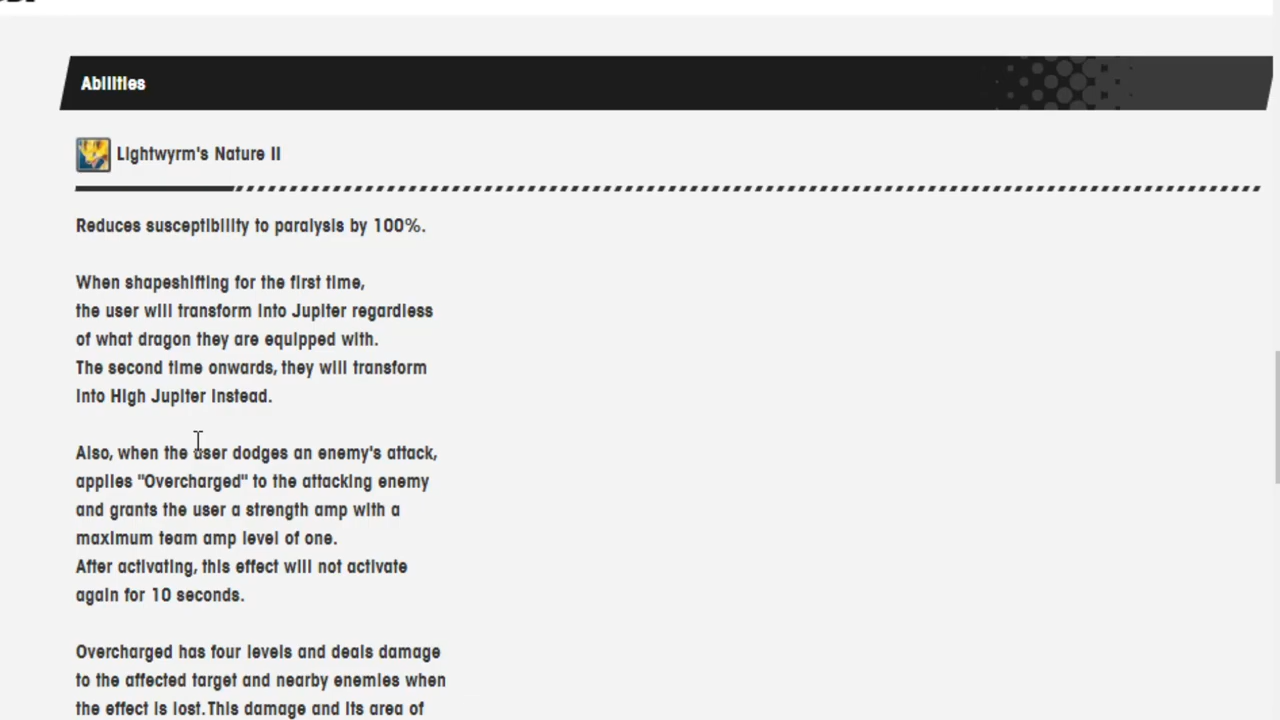 Abilities
Lightwyrm's Nature II
Reduces susceptibility to paralysis by 100%.
When shapeshifting for the first time,
the user will transform into Jupiter regardless
of what dragon they are equipped with.
The second time onwards, they will transform
into High Jupiter instead.
Also, when the user dodges an enemy's attack,
applies "Overcharged" to the attacking enemy
and grants the user a strength amp with a
maximum team amp level of one.
After activating, this effect will not activate
again for 10 seconds.
Overcharged has four levels and deals damage
to the affected target and nearby enemies when
the effect is lost. This damage and its area of